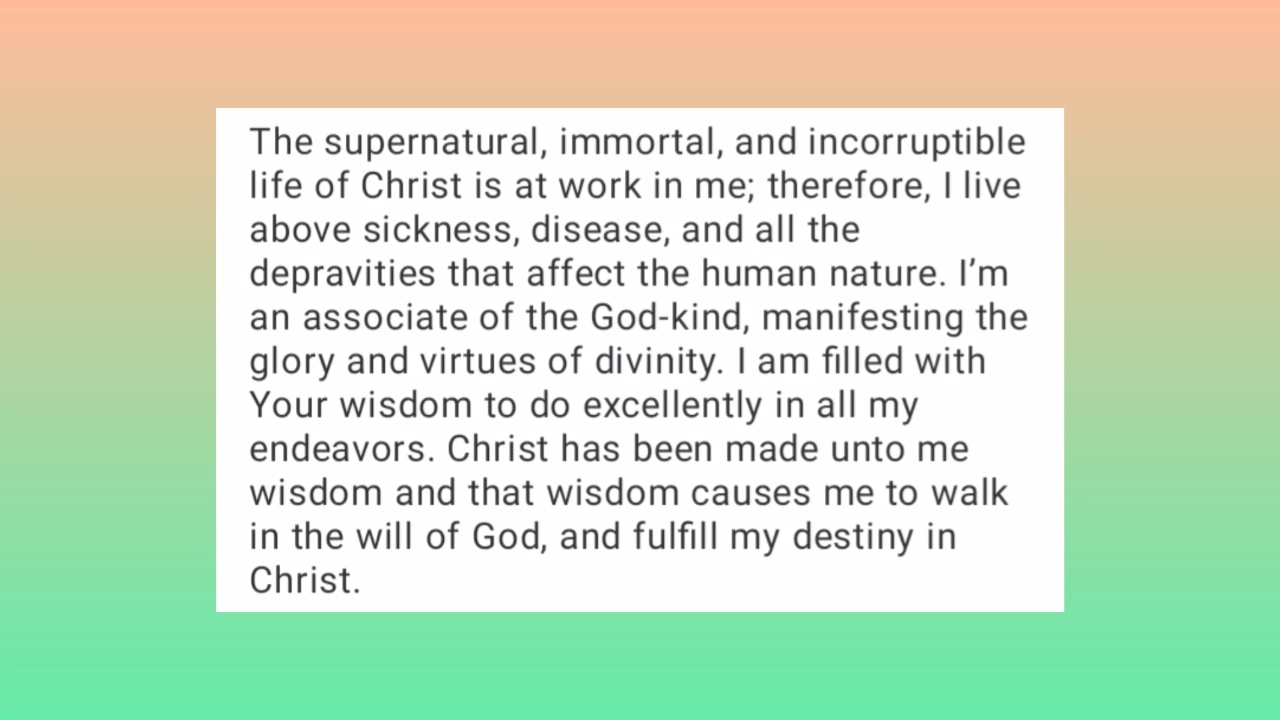 The supernatural, immortal, and incorruptible
life of Christ is at work in me; therefore, I live
above sickness, disease, and all the
depravities that affect the human nature. I’m
an associate of the God-kind, manifesting the
glory and virtues of divinity. I am filled with
Your wisdom to do excellently in all my
endeavors. Christ has been made unto me
wisdom and that wisdom causes me to walk
in the will of God, and fulfill my destiny in
Christ.